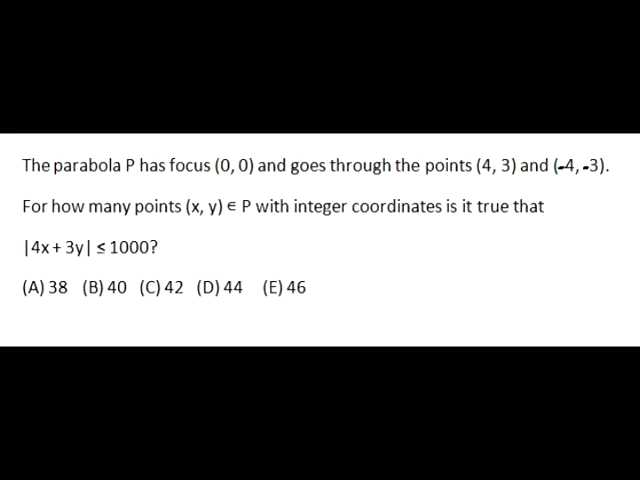 The parabola P has focus (0, 0) and goes through the points (4, 3) and (-4, -3).
For how many points (x, y) ∈ P with integer coordinates is it true that
|4x + 3y| ≤ 1000?
(A) 38 (B) 40 (C) 42 (D) 44 (E) 46